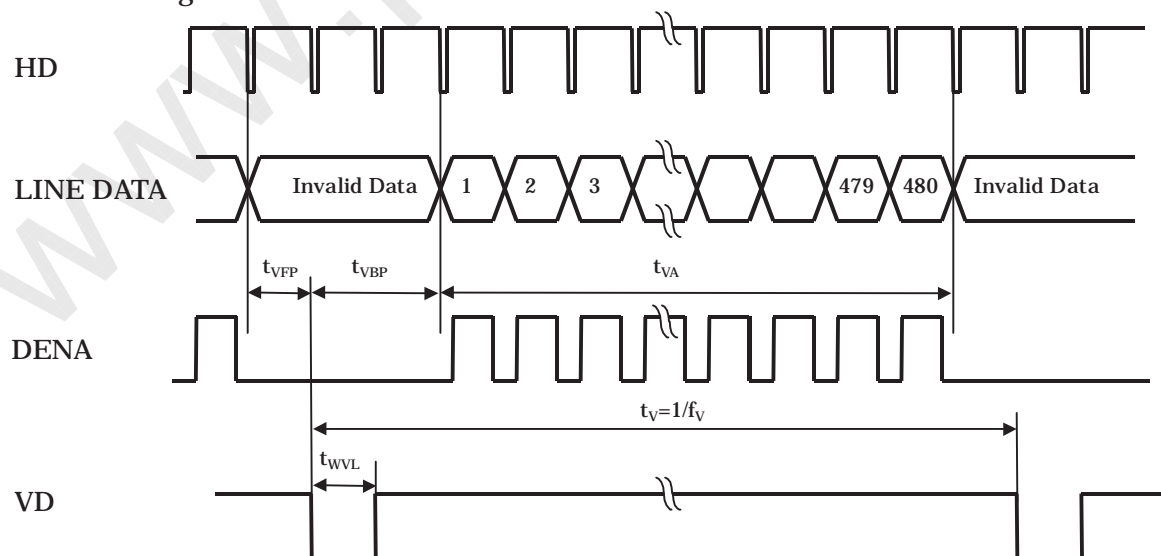 HD
LINE DATA
Invalid Data 1 2 3 479 480 Invalid Data
tVFP tVBP tVA
DENA
tV=1/fV
tWVL
VD